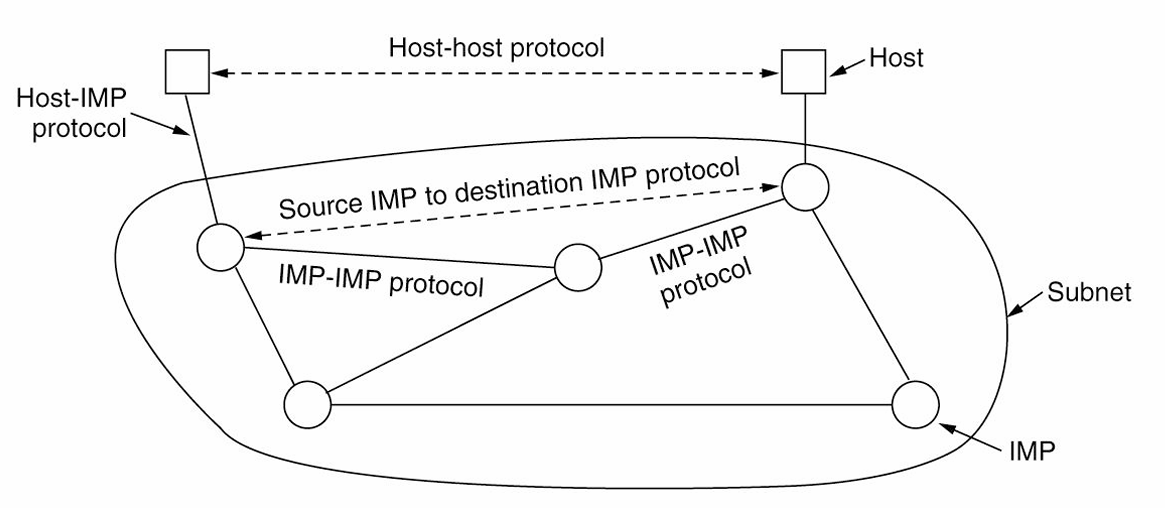 Host-host protocol
Host
Host-IMP
protocol
Source IMP to destination IMP protocol
IMP-IMP protocol
IMP-IMP
protocol
Subnet
IMP